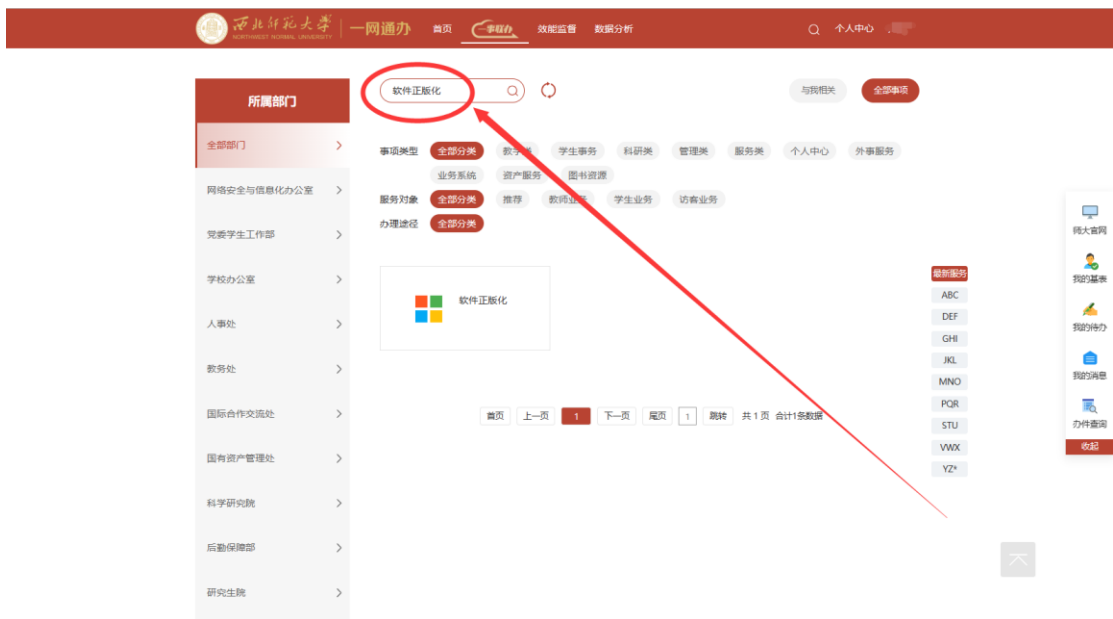 西北师范大学
NORTHWEST NORMAL UNIVERSITY
一网通办 首页 一事联办 效能监督 数据分析 个人中心
所属部门
全部部门
网络安全与信息化办公室
党委学生工作部
学校办公室
人事处
教务处
国际合作交流处
国有资产管理处
科学研究院
后勤保障部
研究生院
软件正版化 与我相关 全部事项
事项类型 全部分类 教学类 学生事务 科研类 管理类 服务类 个人中心 外事服务
业务系统 资产服务 图书资源
服务对象 全部分类 推荐 教师业务 学生业务 访客业务
办理途径 全部分类
软件正版化
首页 上一页 1 下一页 尾页 1 跳转 共 1 页 合计1条数据
最新服务
ABC
DEF
GHI
JKL
MNO
PQR
STU
VWX
YZ*
师大官网
我的基表
我的待办
我的消息
办件查询
收起